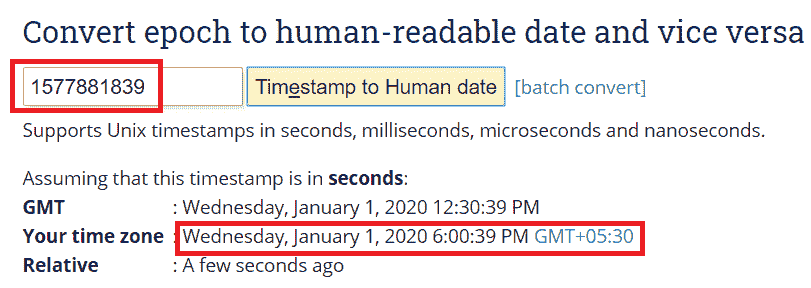 Convert epoch to human-readable date and vice versa
1577881839 Timestamp to Human date [batch convert]
Supports Unix timestamps in seconds, milliseconds, microseconds and nanoseconds.
Assuming that this timestamp is in seconds:
GMT : Wednesday, January 1, 2020 12:30:39 PM
Your time zone : Wednesday, January 1, 2020 6:00:39 PM GMT+05:30
Relative : A few seconds ago